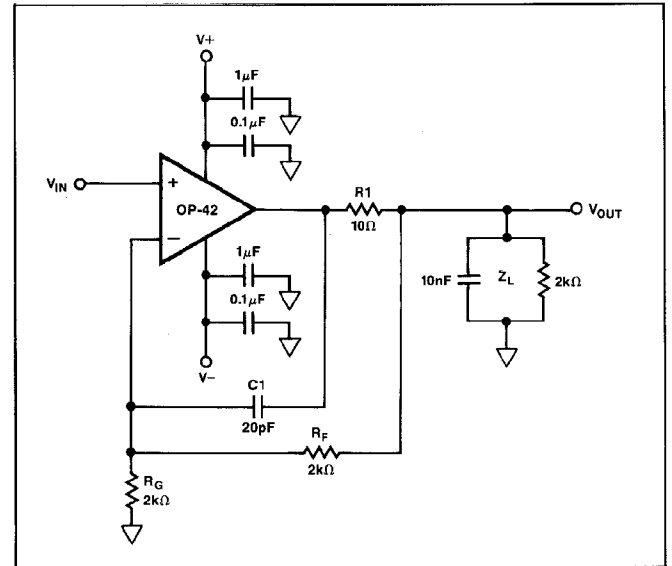 V+
1μF
0.1μF
VIN
+
OP-42
−
R1
10Ω
VOUT
1μF
0.1μF
10nF
ZL
2kΩ
V−
C1
20pF
RF
2kΩ
RG
2kΩ